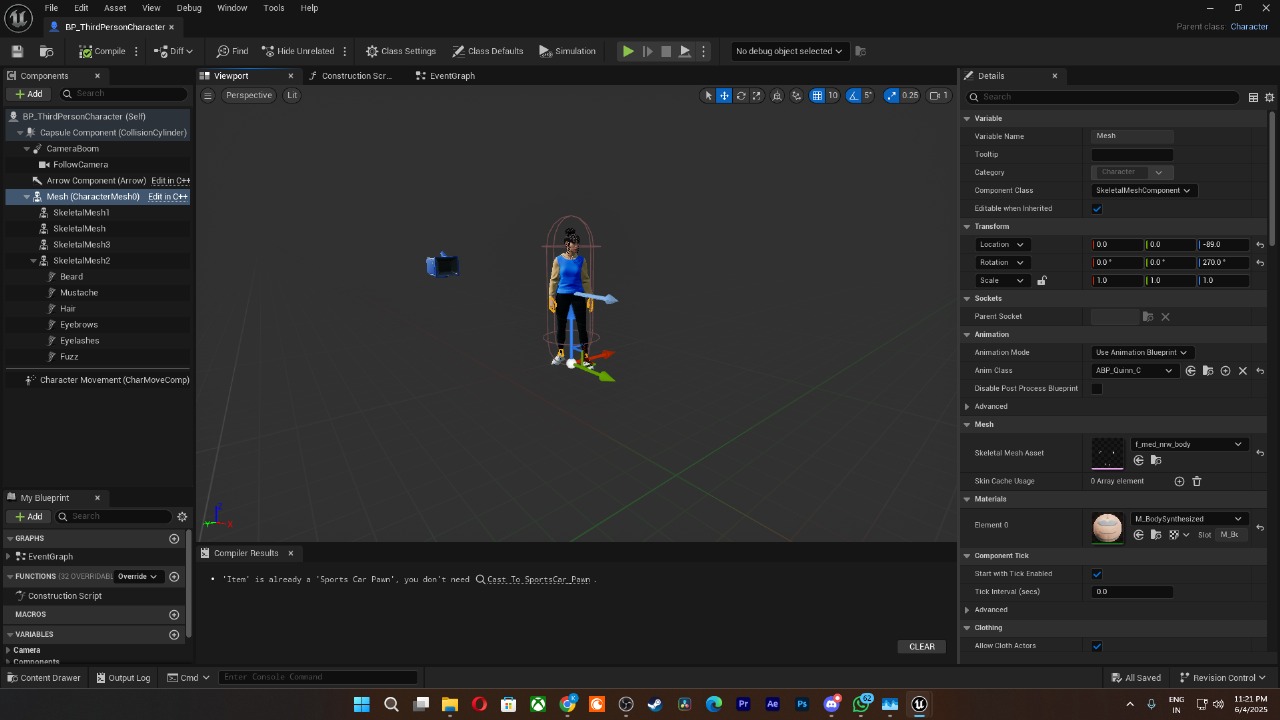 File Edit Asset View Debug Window Tools Help
BP_ThirdPersonCharacter
Parent class: Character
Compile Diff Find Hide Unrelated Class Settings Class Defaults Simulation No debug object selected
Components
Add Search
BP_ThirdPersonCharacter (Self)
Capsule Component (CollisionCylinder)
CameraBoom
FollowCamera
Arrow Component (Arrow) Edit in C++
Mesh (CharacterMesh0) Edit in C++
SkeletalMesh1
SkeletalMesh
SkeletalMesh3
SkeletalMesh2
Beard
Mustache
Hair
Eyebrows
Eyelashes
Fuzz
Character Movement (CharMoveComp)
My Blueprint
Add Search
GRAPHS
EventGraph
FUNCTIONS (32 OVERRIDABL Override
Construction Script
MACROS
VARIABLES
Camera
Components
Viewport Construction Scr... EventGraph
Perspective Lit 10 5° 0.25 1
Z
Y X
Compiler Results
'Item' is already a 'Sports Car Pawn', you don't need Cast To SportsCar_Pawn .
CLEAR
Details
Search
Variable
Variable Name Mesh
Tooltip
Category Character
Component Class SkeletalMeshComponent
Editable when Inherited
Transform
Location 0.0 0.0 -89.0
Rotation 0.0 ° 0.0 ° 270.0 °
Scale 1.0 1.0 1.0
Sockets
Parent Socket
Animation
Animation Mode Use Animation Blueprint
Anim Class ABP_Quinn_C
Disable Post Process Blueprint
Advanced
Mesh
Skeletal Mesh Asset f_med_nrw_body
Skin Cache Usage 0 Array element
Materials
Element 0 M_BodySynthesized
Slot M_Bc
Component Tick
Start with Tick Enabled
Tick Interval (secs) 0.0
Advanced
Clothing
Allow Cloth Actors
Content Drawer Output Log Cmd Enter Console Command All Saved Revision Control
62
ENG 11:21 PM
IN 6/4/2025